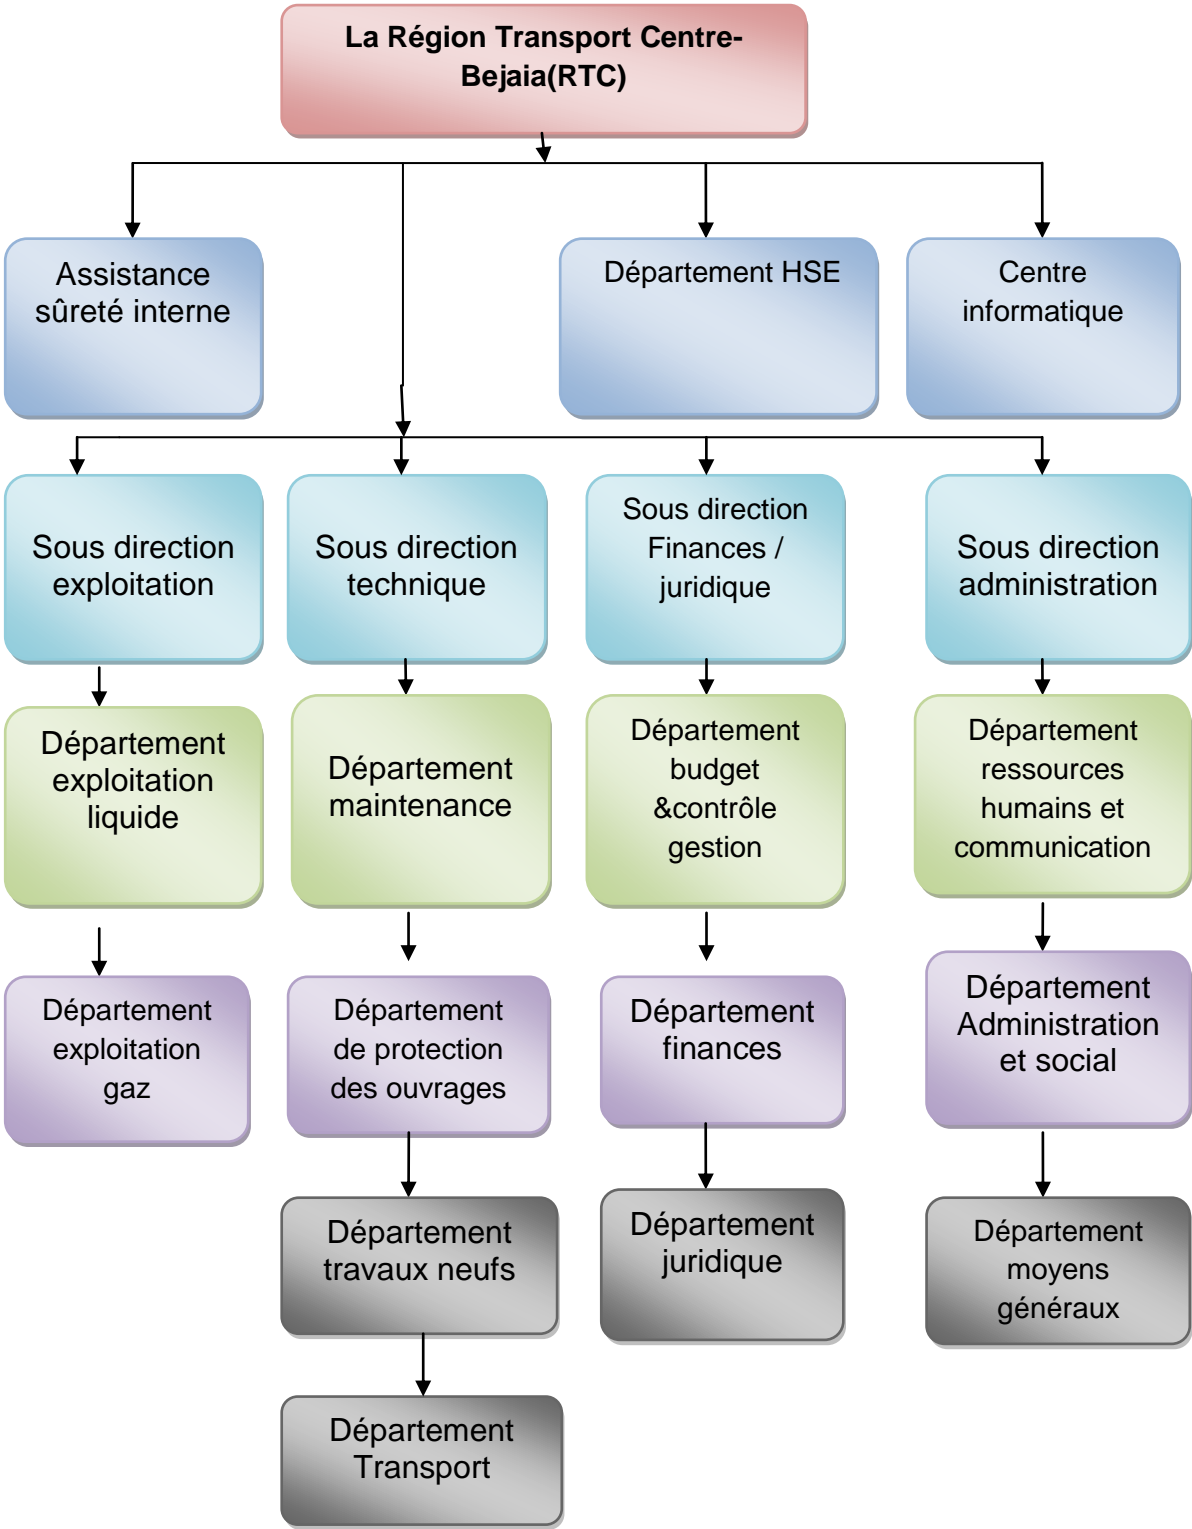 La Région Transport Centre-
Bejaia(RTC)
Assistance
sûreté interne
Département HSE
Centre
informatique
Sous direction
exploitation
Sous direction
technique
Sous direction
Finances /
juridique
Sous direction
administration
Département
exploitation
liquide
Département
maintenance
Département
budget
&contrôle
gestion
Département
ressources
humains et
communication
Département
exploitation
gaz
Département
de protection
des ouvrages
Département
finances
Département
Administration
et social
Département
travaux neufs
Département
juridique
Département
moyens
généraux
Département
Transport